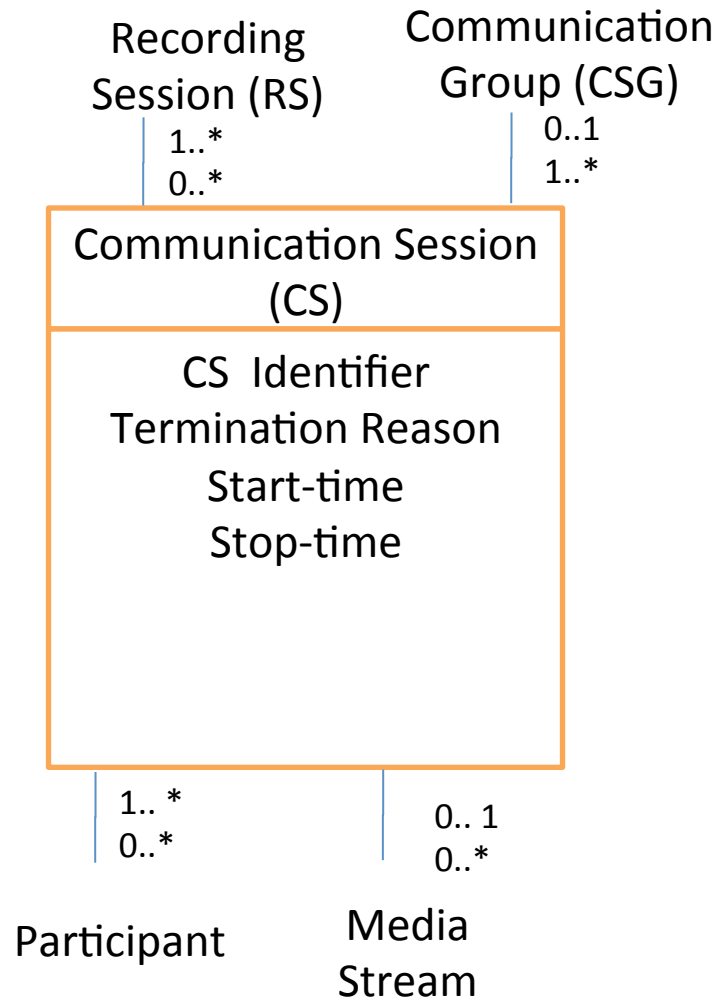 Recording
Session (RS)
Communication
Group (CSG)
1..*
0..*
0..1
1..*
Communication Session
(CS)
CS Identifier
Termination Reason
Start-time
Stop-time
1.. *
0..*
0.. 1
0..*
Participant
Media
Stream